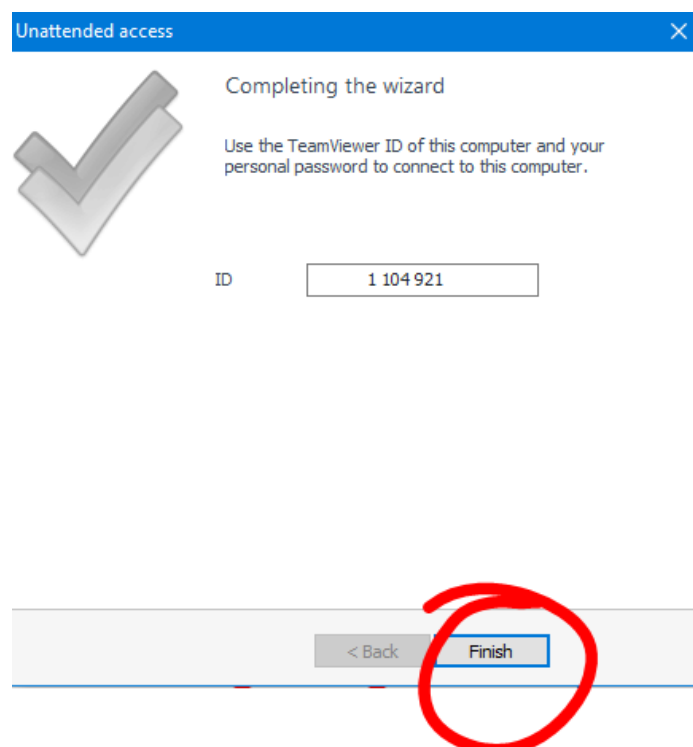 Unattended access
Completing the wizard
Use the TeamViewer ID of this computer and your
personal password to connect to this computer.
ID 1 104 921
< Back Finish